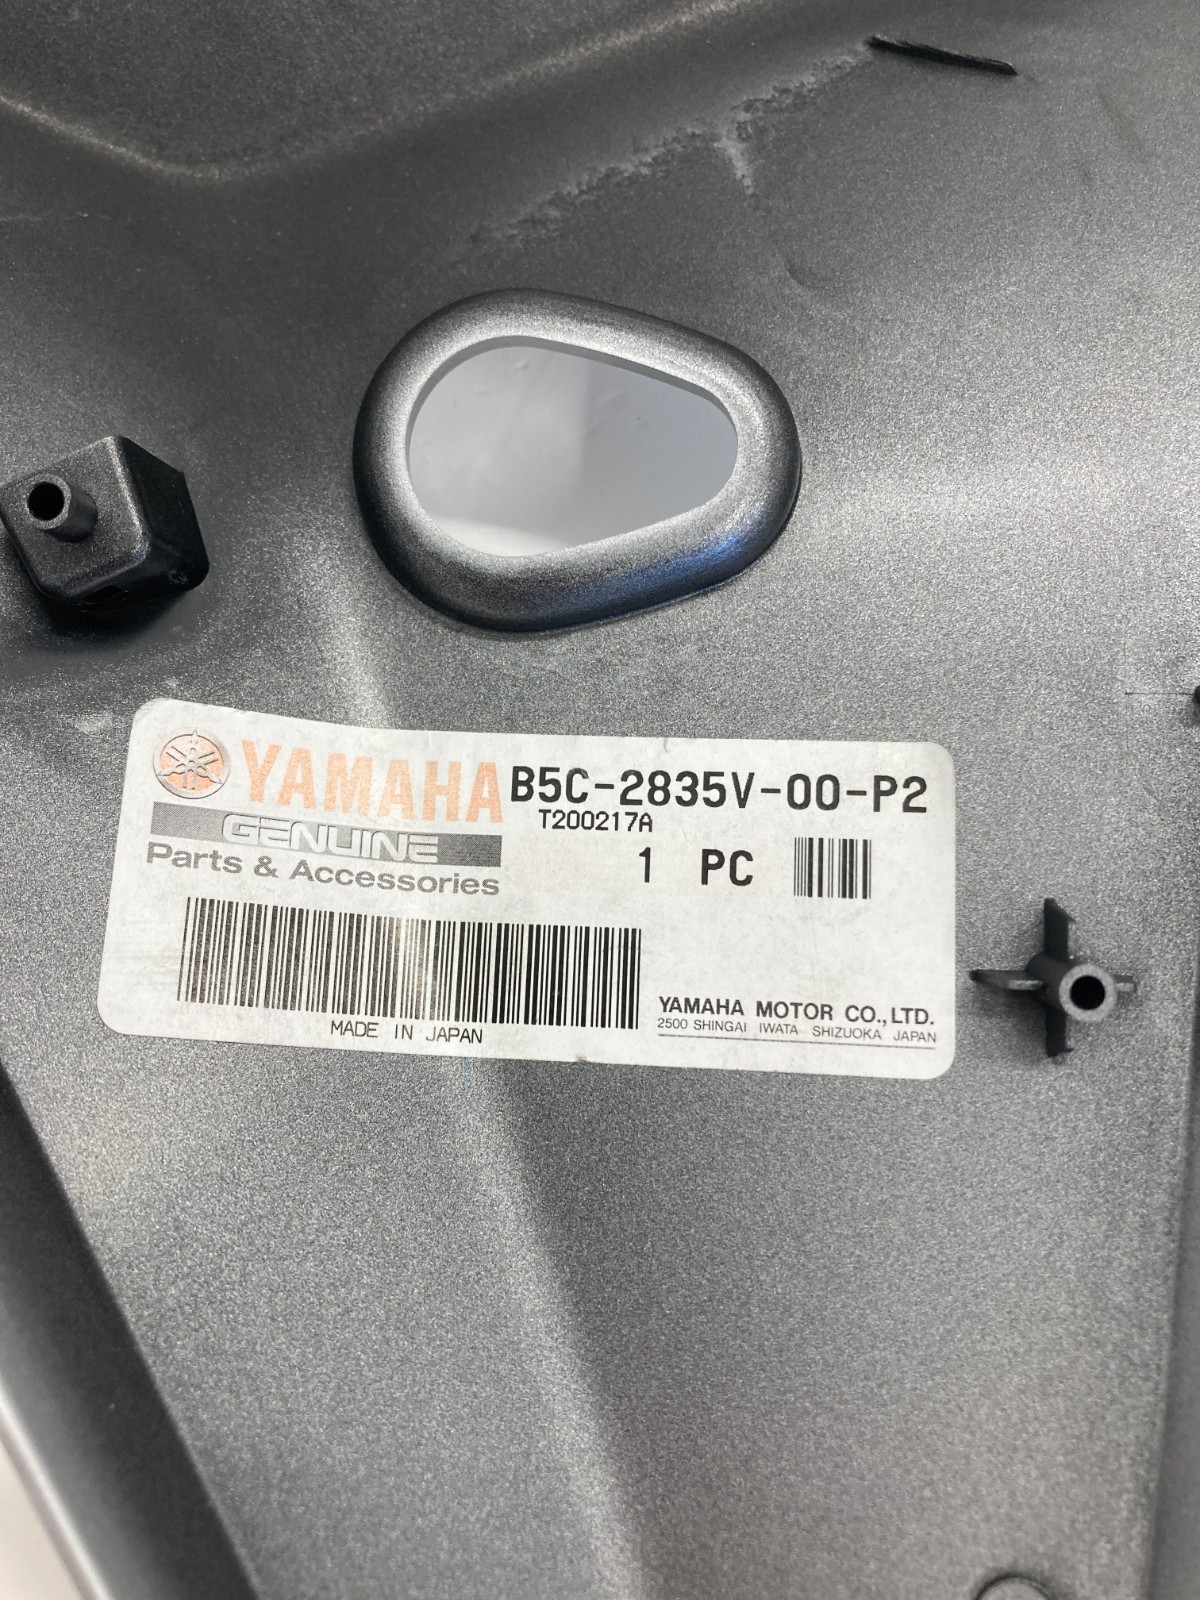 YAMAHA B5C-2835V-00-P2
T200217A
GENUINE
Parts & Accessories
1 PC
MADE IN JAPAN
YAMAHA MOTOR CO.,LTD.
2500 SHINGAI IWATA SHIZUOKA JAPAN